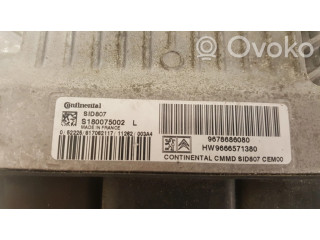 Ovoko
Continental
SID807
S180075002 L
MADE IN FRANCE
9678686080
HW9666571380
CONTINENTAL CMMD SID807 CEM00